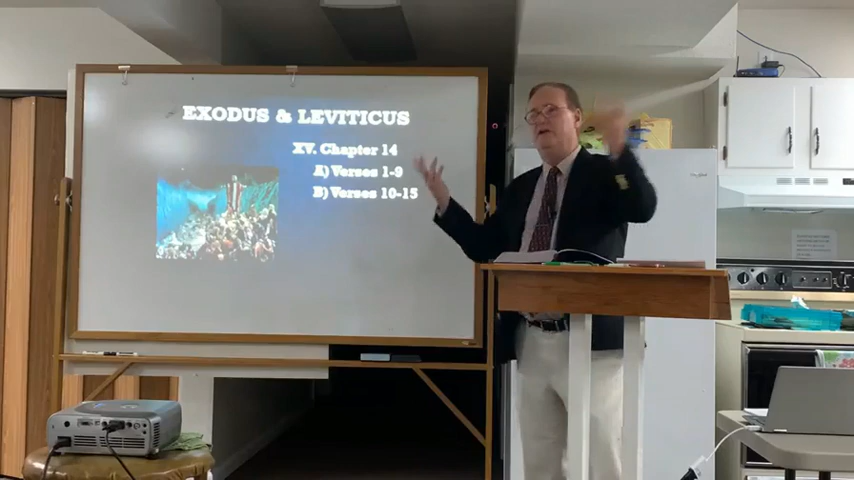 EXODUS & LEVITICUS
XV. Chapter 14
A) Verses 1-9
B) Verses 10-15